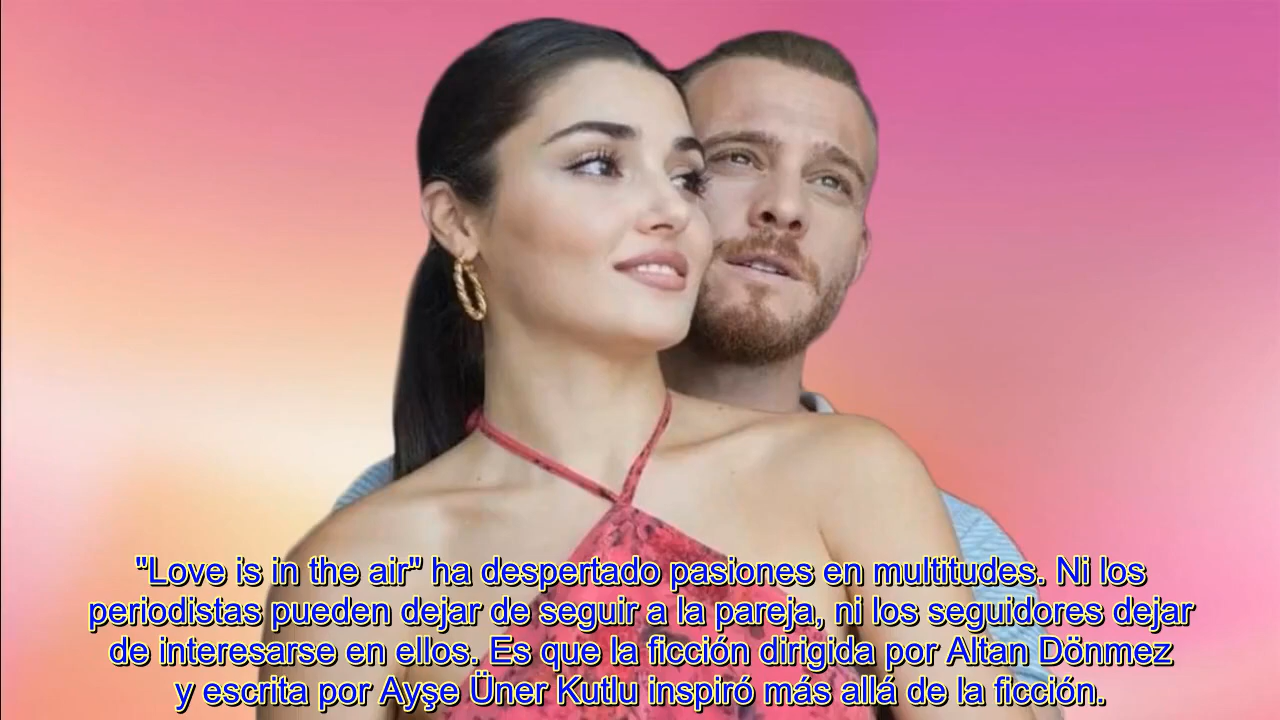 "Love is in the air" ha despertado pasiones en multitudes. Ni los
periodistas pueden dejar de seguir a la pareja, ni los seguidores dejar
de interesarse en ellos. Es que la ficción dirigida por Altan Dönmez
y escrita por Ayşe Üner Kutlu inspiró más allá de la ficción.